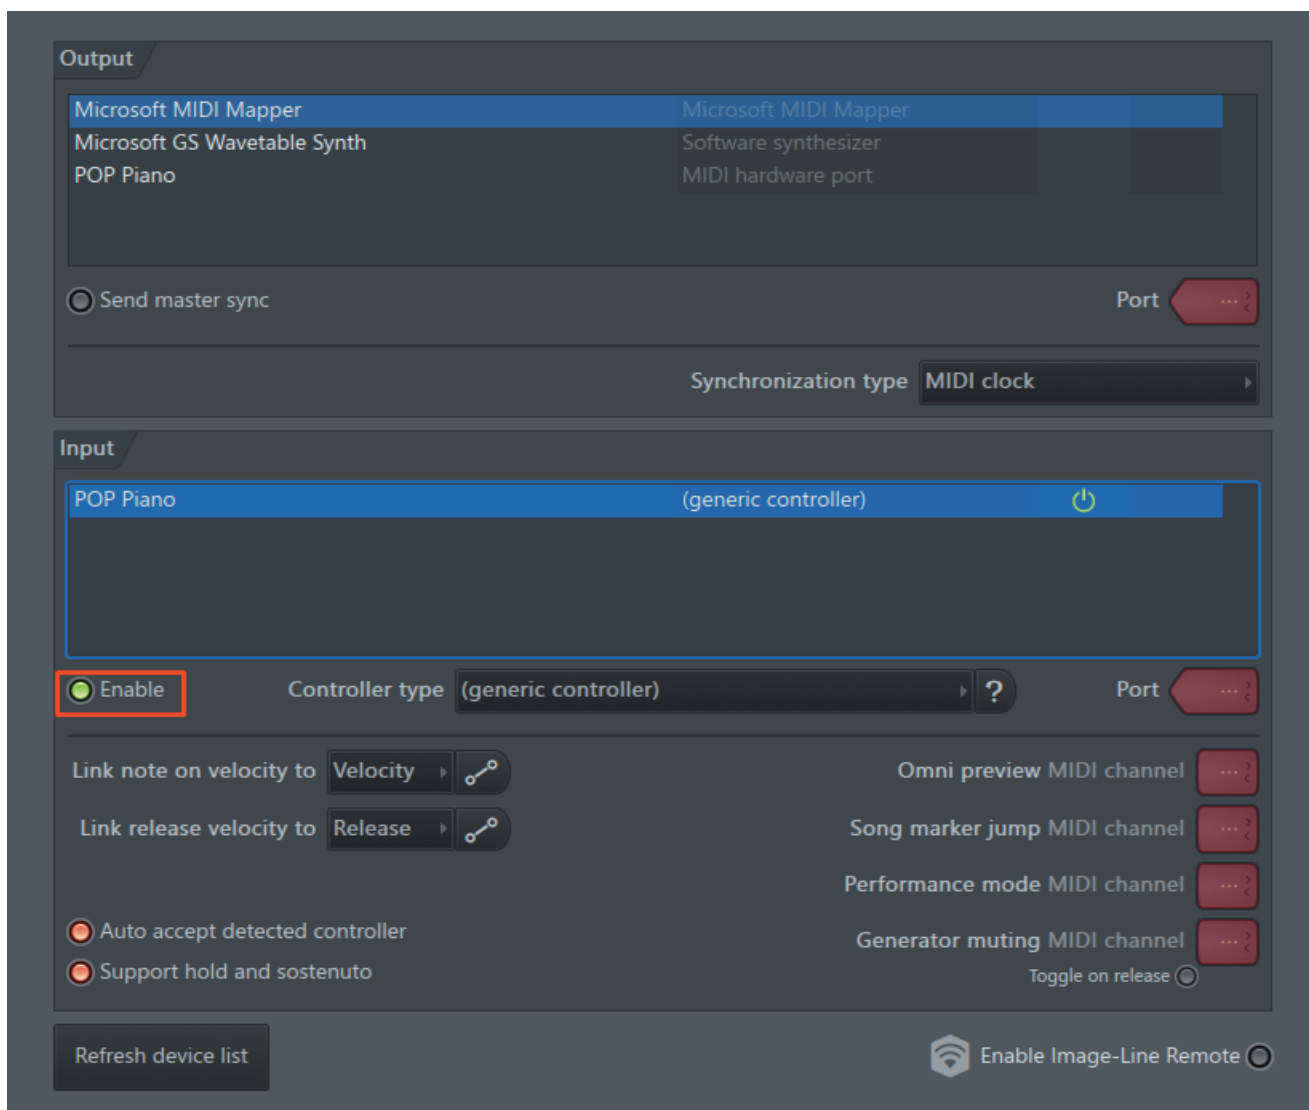 Output
Microsoft MIDI Mapper Microsoft MIDI Mapper
Microsoft GS Wavetable Synth Software synthesizer
POP Piano MIDI hardware port
Send master sync Port ...
Synchronization type MIDI clock
Input
POP Piano (generic controller)
Enable Controller type (generic controller) ? Port ...
Link note on velocity to Velocity Omni preview MIDI channel ...
Link release velocity to Release Song marker jump MIDI channel ...
Performance mode MIDI channel ...
Auto accept detected controller Generator muting MIDI channel ...
Support hold and sostenuto Toggle on release
Refresh device list Enable Image-Line Remote